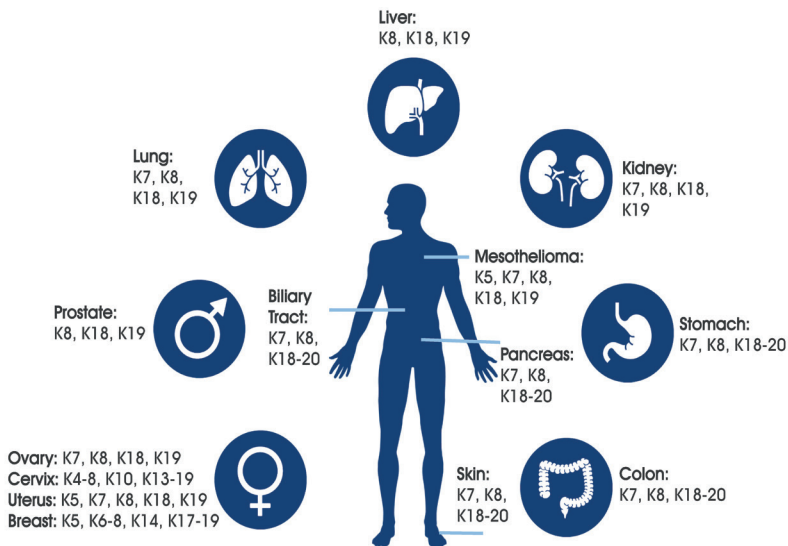 Liver:
K8, K18, K19
Lung:
K7, K8,
K18, K19
Kidney:
K7, K8, K18,
K19
Mesothelioma:
K5, K7, K8,
K18, K19
Prostate:
K8, K18, K19
Biliary
Tract:
K7, K8,
K18-20
Stomach:
K7, K8, K18-20
Pancreas:
K7, K8,
K18-20
Ovary: K7, K8, K18, K19
Cervix: K4-8, K10, K13-19
Uterus: K5, K7, K8, K18, K19
Breast: K5, K6-8, K14, K17-19
Skin:
K7, K8,
K18-20
Colon:
K7, K8, K18-20